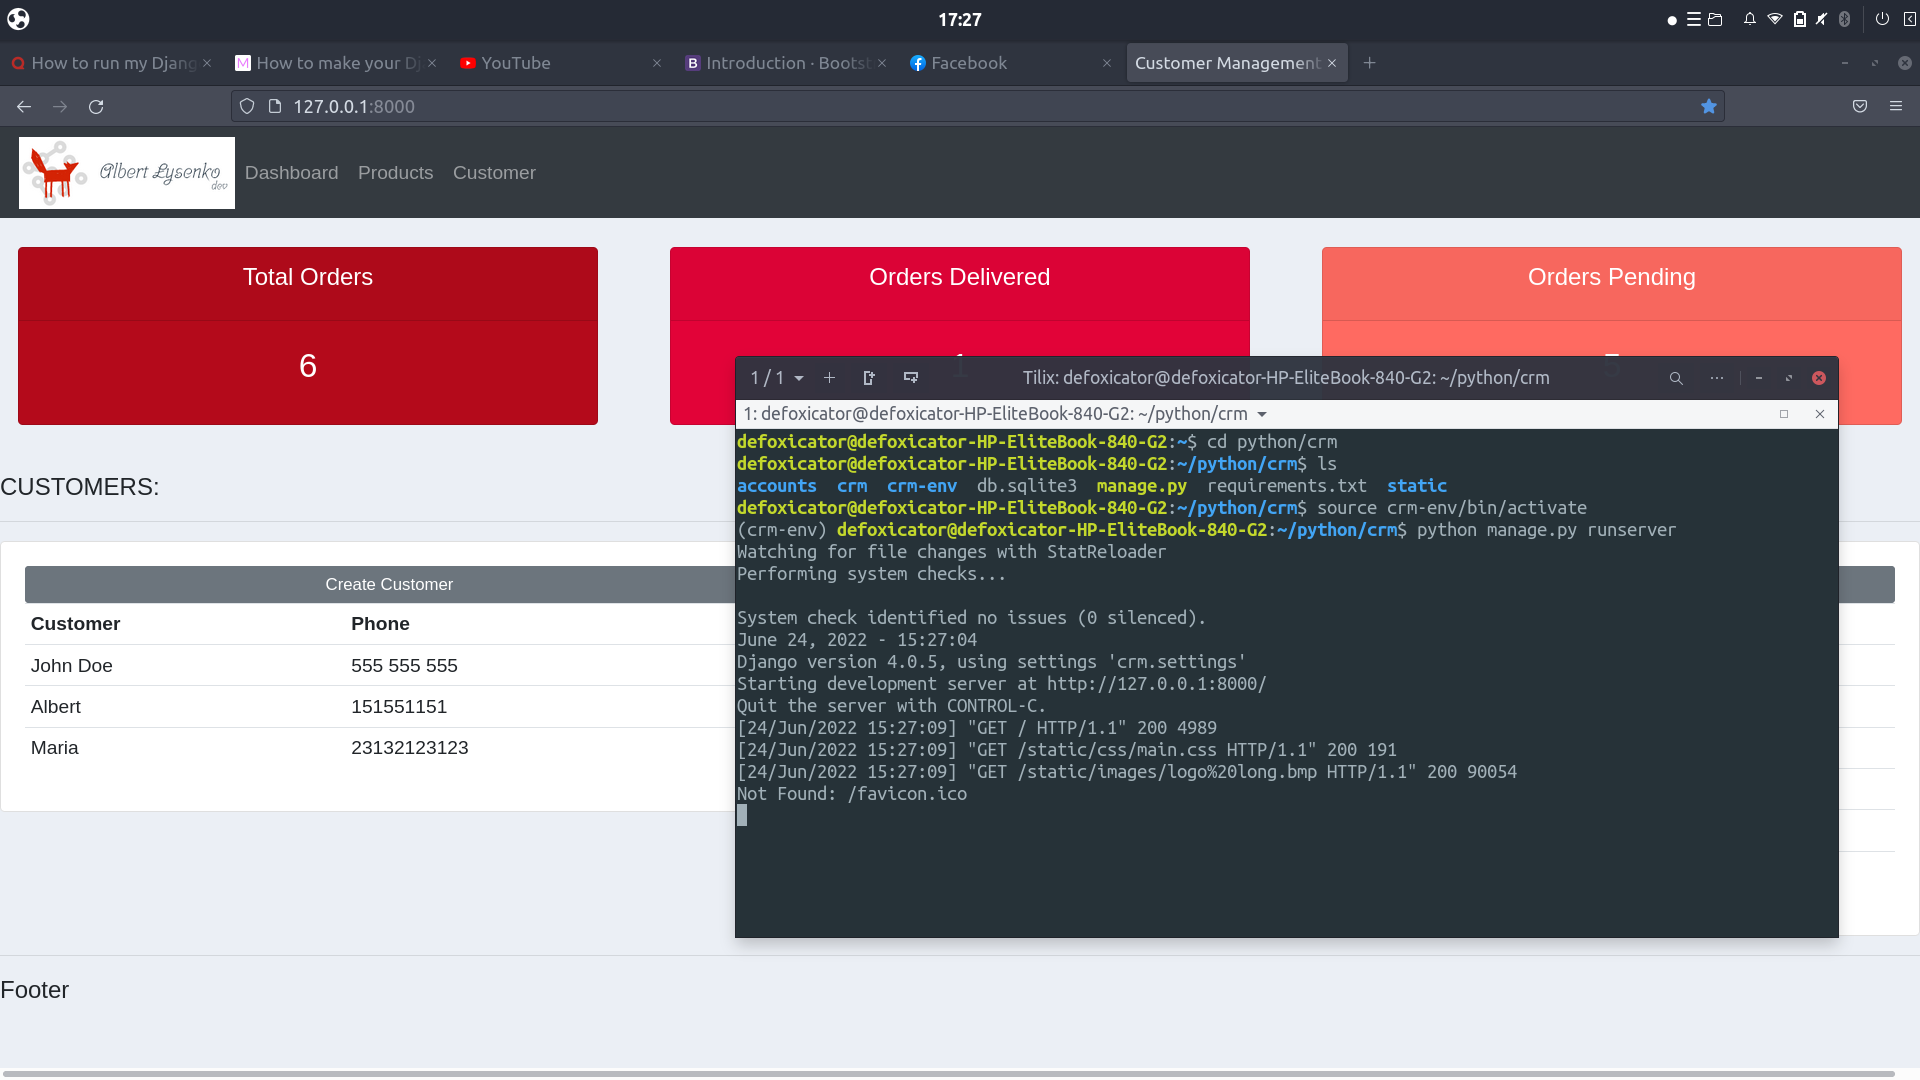 17:27
How to run my Djang
How to make your Dj
YouTube
Introduction · Bootst
Facebook
Customer Management
127.0.0.1:8000
Albert Lysenko
dev
Dashboard Products Customer
Total Orders
6
Orders Delivered
1
Orders Pending
5
CUSTOMERS:
Create Customer
Customer Phone
John Doe 555 555 555
Albert 151551151
Maria 23132123123
Footer
1 / 1
Tilix: defoxicator@defoxicator-HP-EliteBook-840-G2: ~/python/crm
1: defoxicator@defoxicator-HP-EliteBook-840-G2: ~/python/crm
defoxicator@defoxicator-HP-EliteBook-840-G2:~$ cd python/crm
defoxicator@defoxicator-HP-EliteBook-840-G2:~/python/crm$ ls
accounts crm crm-env db.sqlite3 manage.py requirements.txt static
defoxicator@defoxicator-HP-EliteBook-840-G2:~/python/crm$ source crm-env/bin/activate
(crm-env) defoxicator@defoxicator-HP-EliteBook-840-G2:~/python/crm$ python manage.py runserver
Watching for file changes with StatReloader
Performing system checks...
System check identified no issues (0 silenced).
June 24, 2022 - 15:27:04
Django version 4.0.5, using settings 'crm.settings'
Starting development server at http://127.0.0.1:8000/
Quit the server with CONTROL-C.
[24/Jun/2022 15:27:09] "GET / HTTP/1.1" 200 4989
[24/Jun/2022 15:27:09] "GET /static/css/main.css HTTP/1.1" 200 191
[24/Jun/2022 15:27:09] "GET /static/images/logo%20long.bmp HTTP/1.1" 200 90054
Not Found: /favicon.ico